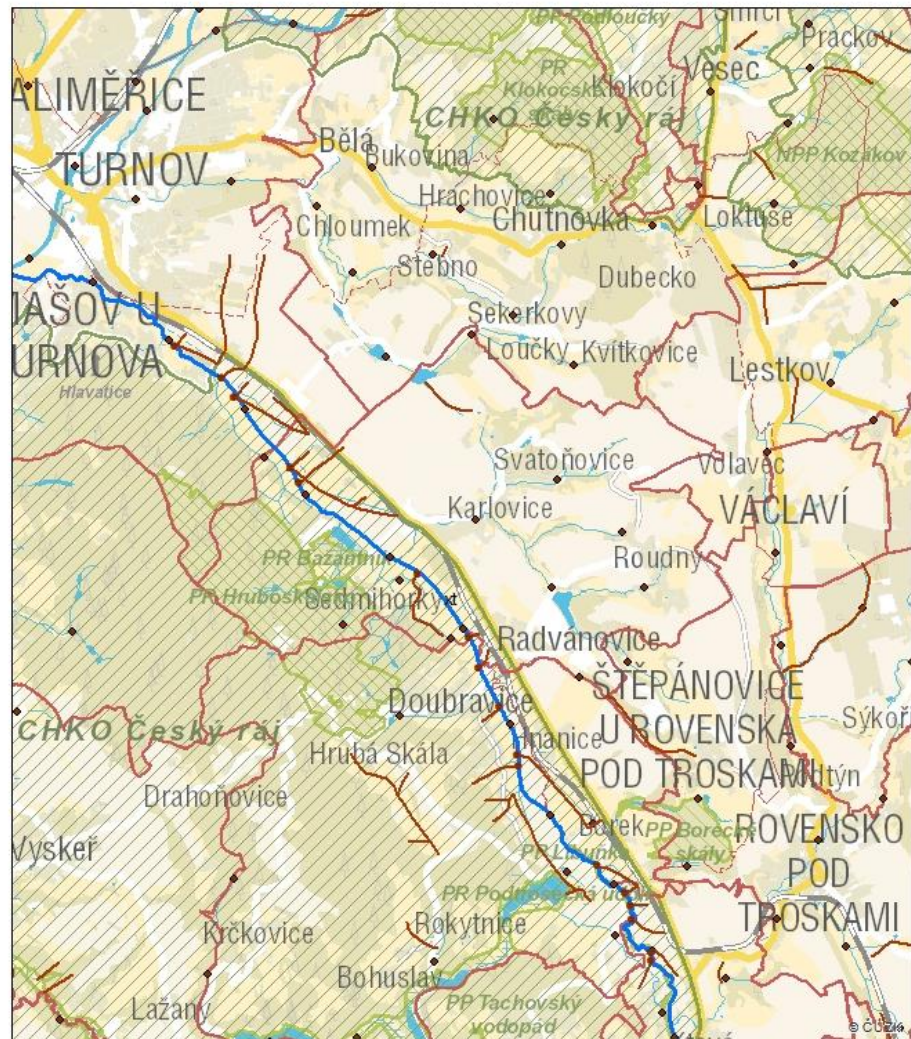 PP Podloučky
Smrčí
Prackov
PR
Klokočské
Klokočí
Vesec
ALIMĚŘICE
CHKO Český ráj
Bělá
Bukovina
NPP Kozákov
TURNOV
Hrachovice
Chloumek
Chutnovka
Loktuše
Stebno
Dubecko
MAŠOV U
TURNOVA
Sekerkovy
Loučky
Kvítkovice
Lestkov
Hlavatice
Svatoňovice
Volavec
Karlovice
VÁCLAVÍ
PR Bažantník
Roudný
PR Hruboskalsko
Sedmihorky
Radvánovice
Doubravice
ŠTĚPÁNOVICE
U ROVENSKA
POD TROSKAMI
CHKO Český ráj
Hrubá Skála
Sýkoř
Podtýn
Drahoňovice
Borek
PP Borecké
skály
ROVENSKO
POD
TROSKAMI
Vyskeř
PR Podtrosecká údolí
Rokytnice
Krčkovice
Bohuslav
Lažany
PP Tachovský
vodopád
© ČÚZK